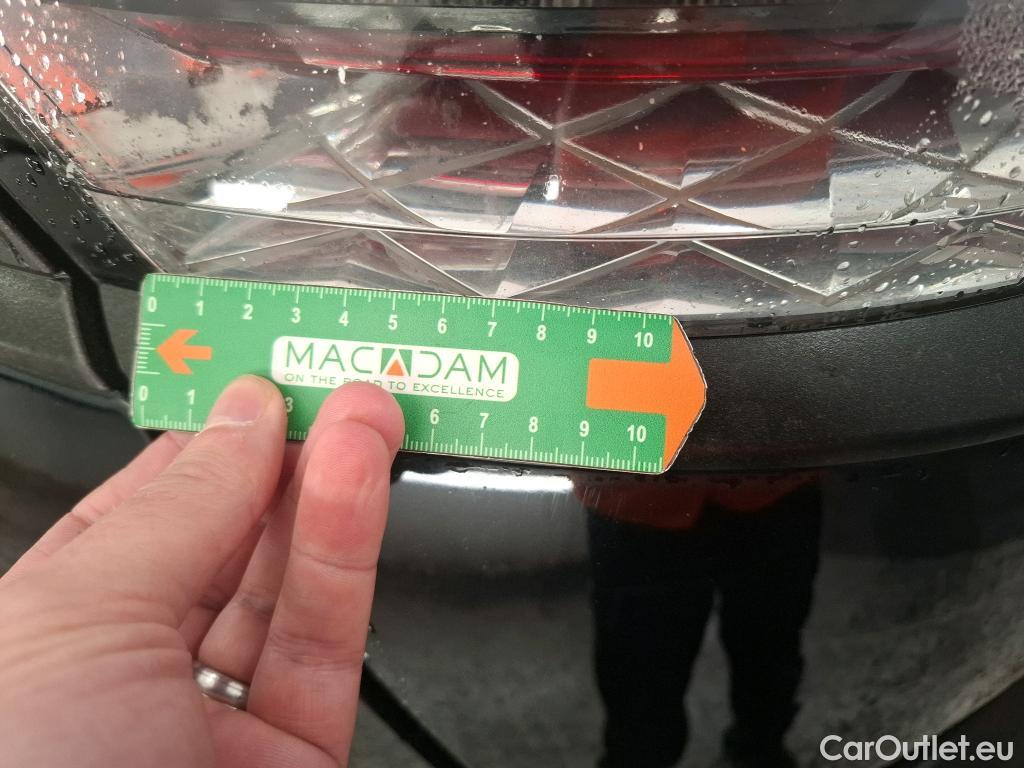 0 1 2 3 4 5 6 7 8 9 10
MACADAM
ON THE ROAD TO EXCELLENCE
0 1 3 6 7 8 9 10
CarOutlet.eu